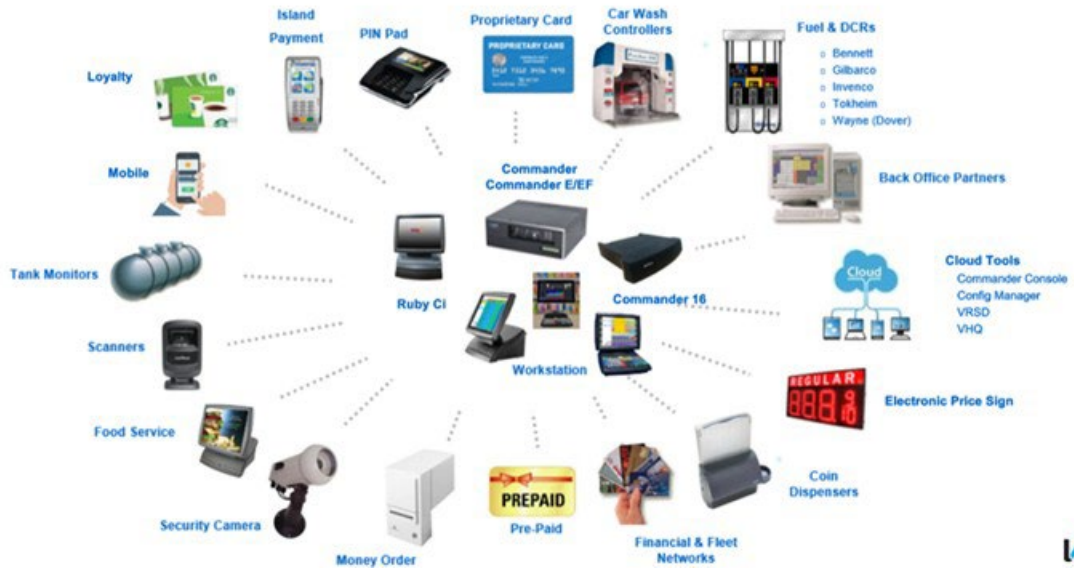 Island
Payment
PIN Pad
Proprietary Card
PROPRIETARY CARD
Car Wash
Controllers
Fuel & DCRs
Bennett
Gilbarco
Invenco
Tokheim
Wayne (Dover)
Loyalty
Mobile
Commander
Commander E/EF
Back Office Partners
Tank Monitors
Ruby Ci
Commander 16
Cloud
Cloud Tools
Commander Console
Config Manager
VRSD
VHQ
Scanners
Workstation
REGULAR
888 9
10
Electronic Price Sign
Food Service
Coin
Dispensers
Security Camera
Money Order
PREPAID
Pre-Paid
Financial & Fleet
Networks